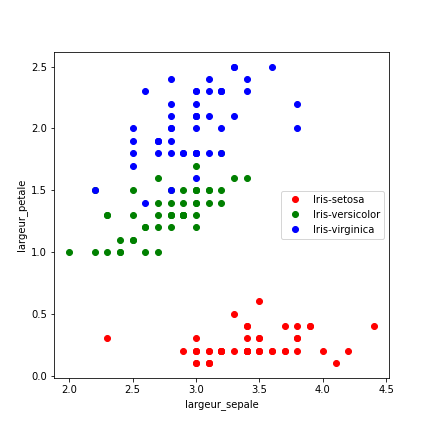 2.5
2.0
1.5
1.0
0.5
0.0
largeur_petale
Iris-setosa
Iris-versicolor
Iris-virginica
2.0 2.5 3.0 3.5 4.0 4.5
largeur_sepale